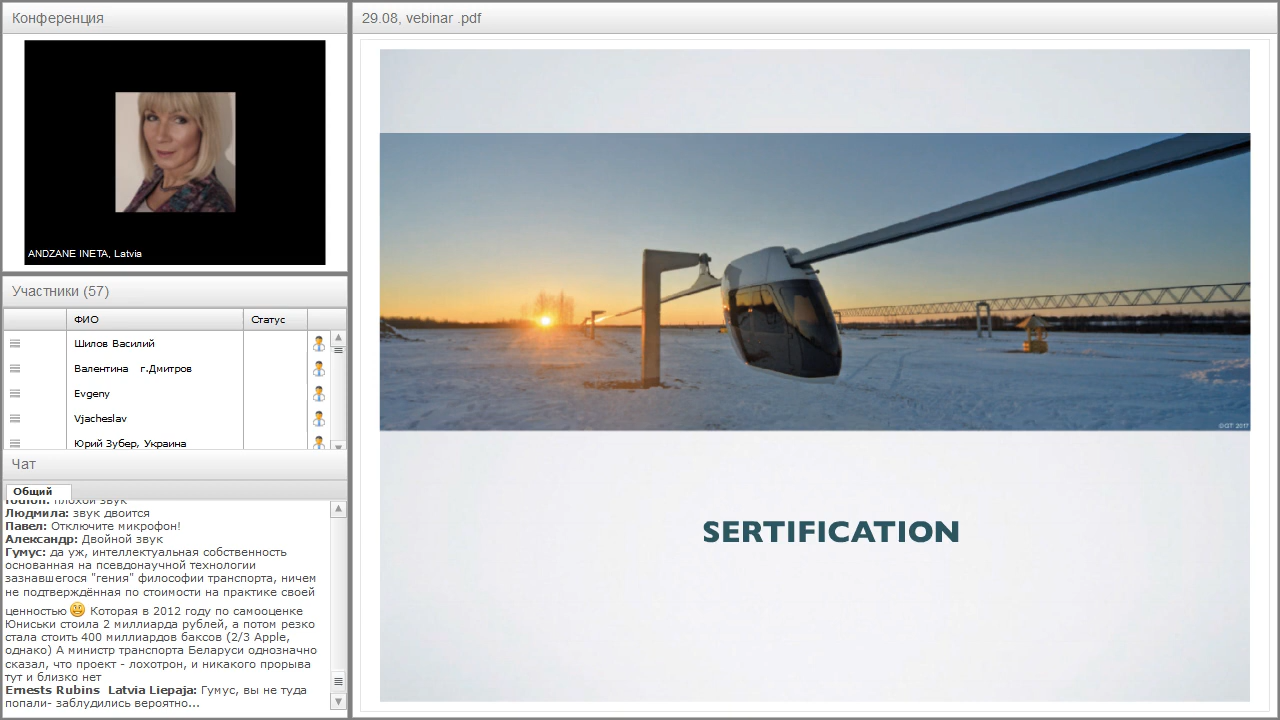 Конференция
ANDZANE INETA, Latvia
Участники (57)
ФИО Статус
Шилов Василий
Валентина г.Дмитров
Evgeny
Vjacheslav
Юрий Зубер, Украина
Чат
Общий
плохой звук
Людмила: звук двоится
Павел: Отключите микрофон!
Александр: Двойной звук
Гумус: да уж, интеллектуальная собственность
основанная на псевдонаучной технологии
зазнавшегося "гения" философии транспорта, ничем
не подтверждённая по стоимости на практике своей
ценностью Которая в 2012 году по самооценке
Юниськи стоила 2 миллиарда рублей, а потом резко
стала стоить 400 миллиардов баксов (2/3 Apple,
однако) А министр транспорта Беларуси однозначно
сказал, что проект - лохотрон, и никакого прорыва
тут и близко нет
Ernests Rubins Latvia Liepaja: Гумус, вы не туда
попали- заблудились вероятно...
29.08, vebinar .pdf
©GT 2017
SERTIFICATION